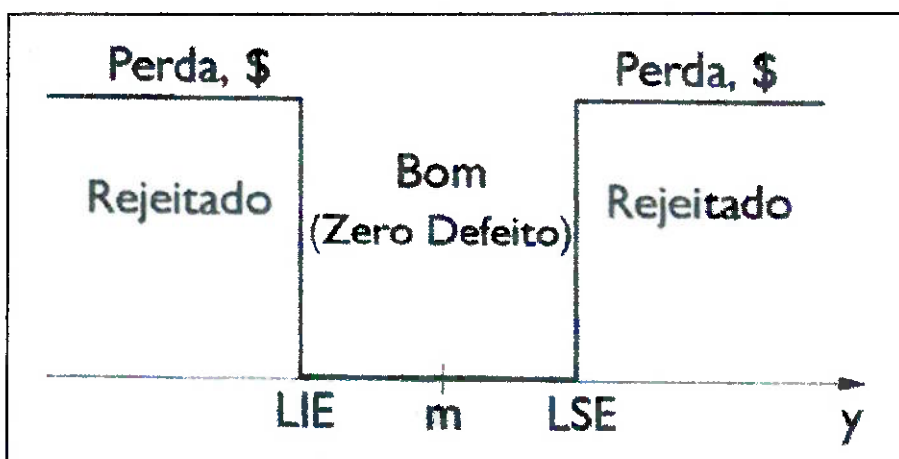 Perda, $
Perda, $
Rejeitado
Bom
(Zero Defeito)
Rejeitado
LIE
m
LSE
y